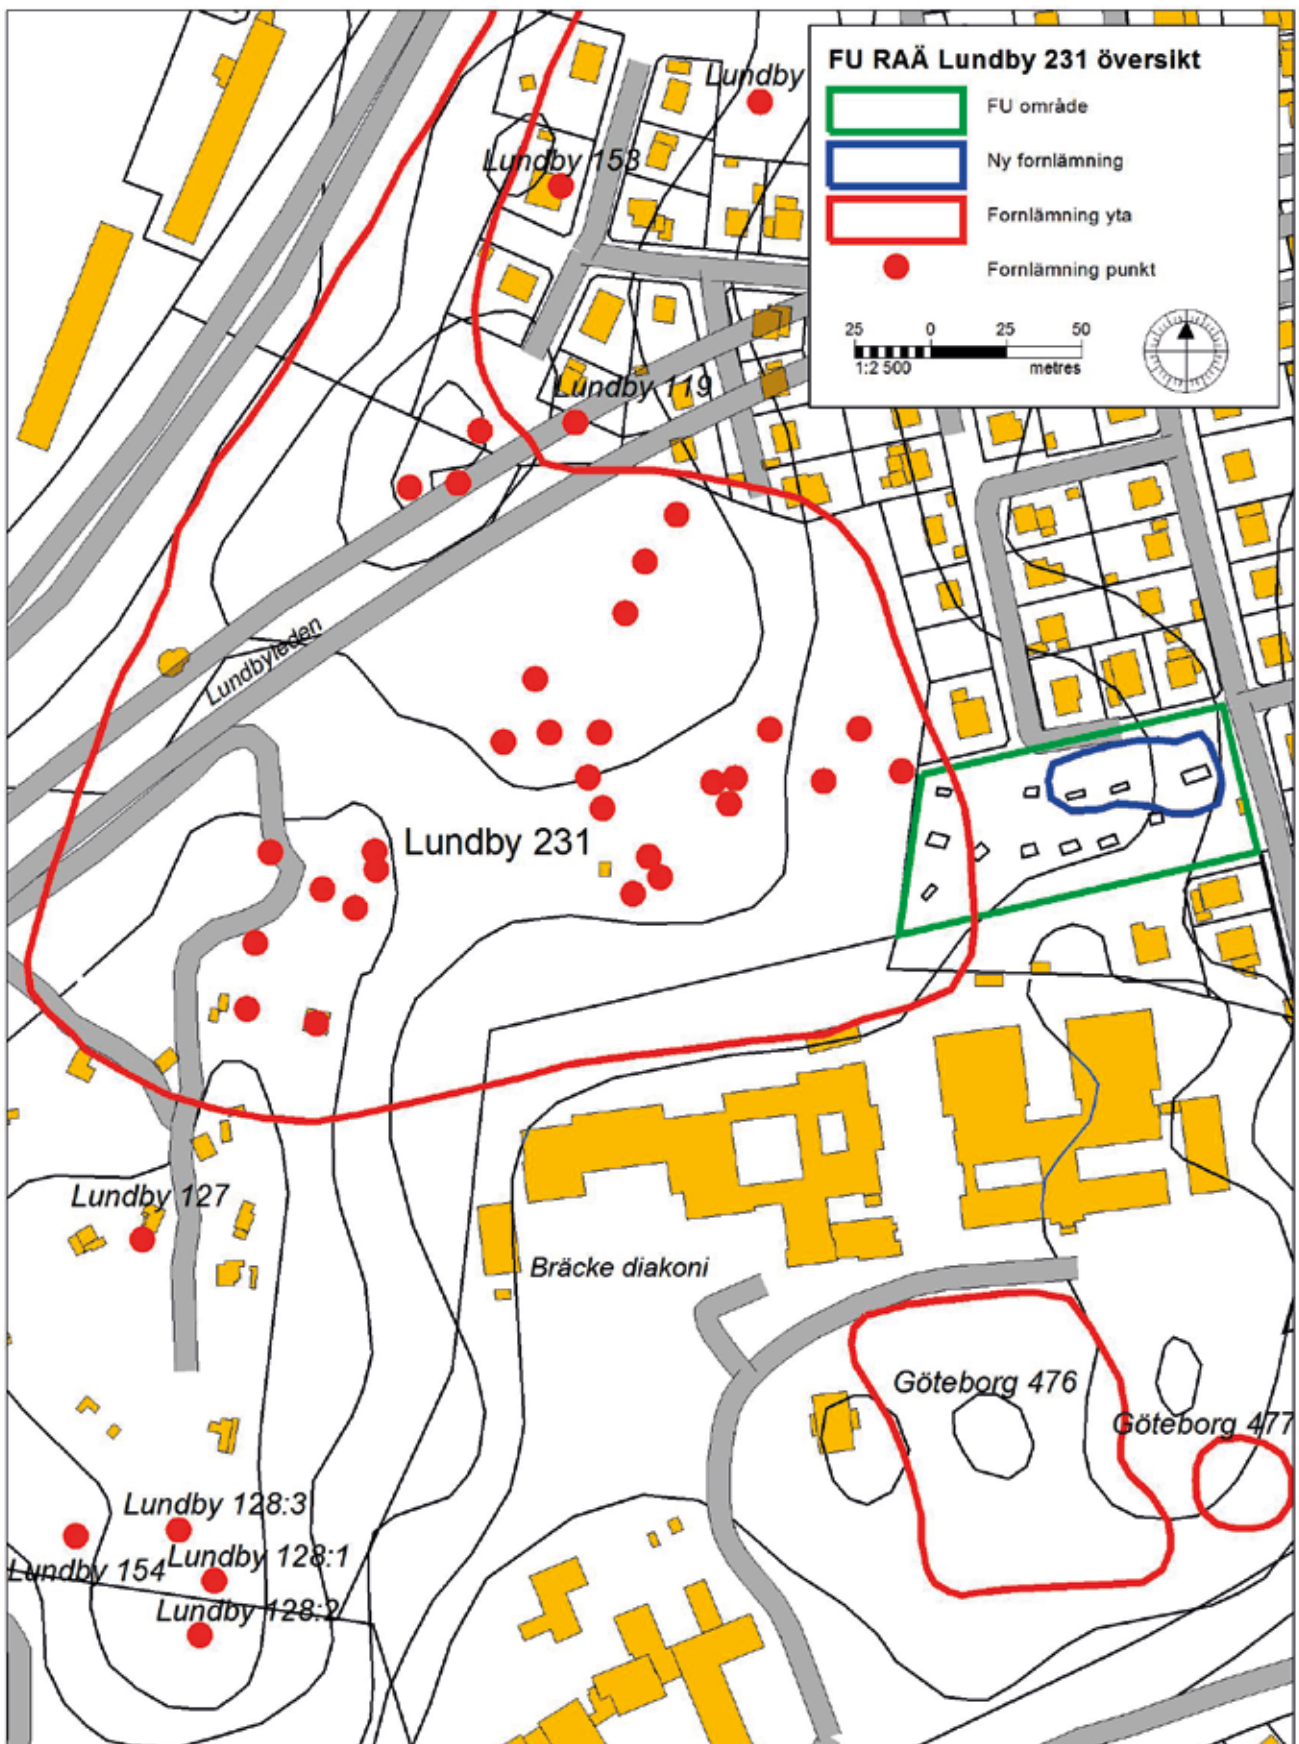 FU RAÄ Lundby 231 översikt
FU område
Ny fornlämning
Fornlämning yta
Fornlämning punkt
25 0 25 50
1:2 500 metres
Lundby
Lundby 153
Lundby 119
Lundbyleden
Lundby 231
Lundby 127
Bräcke diakoni
Göteborg 476
Göteborg 477
Lundby 128:3
Lundby 128:1
Lundby 154
Lundby 128:2